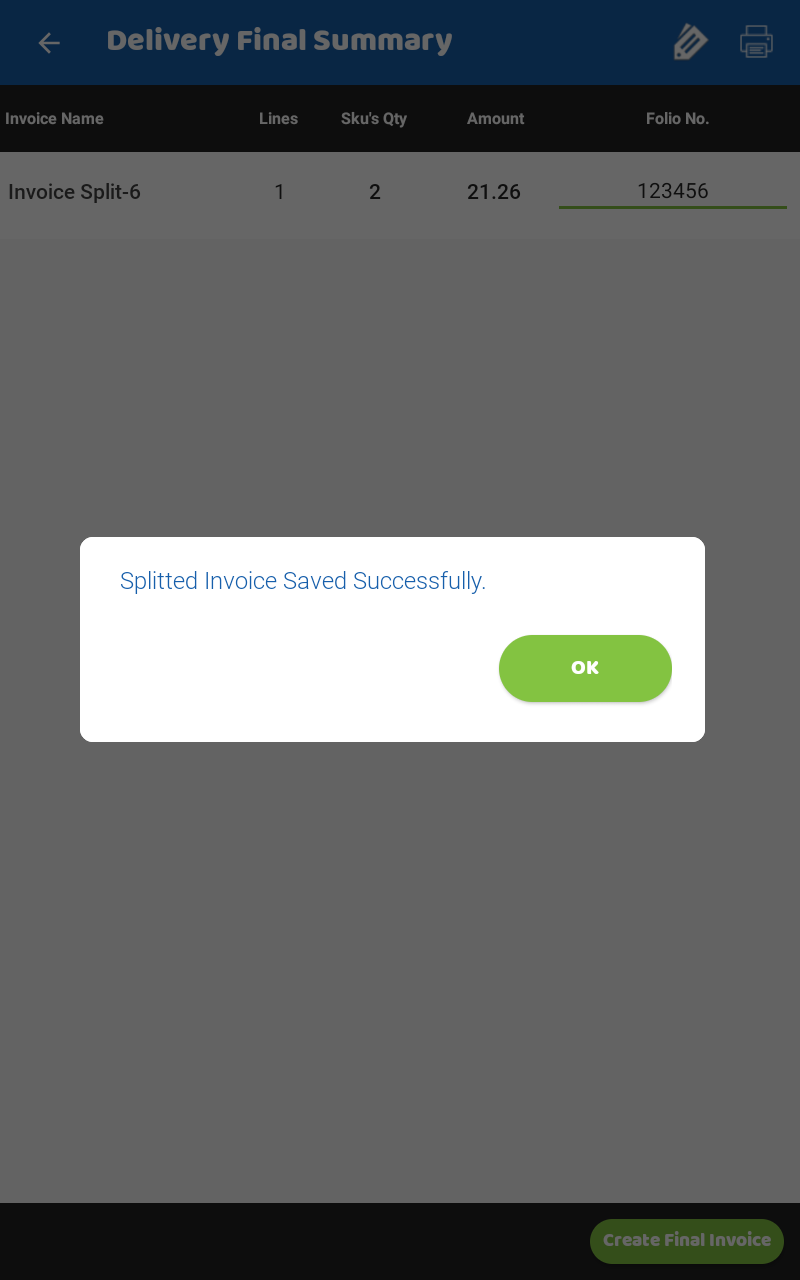 Delivery Final Summary
Invoice Name Lines Sku's Qty Amount Folio No.
Invoice Split-6 1 2 21.26 123456
Splitted Invoice Saved Successfully.
OK
Create Final Invoice